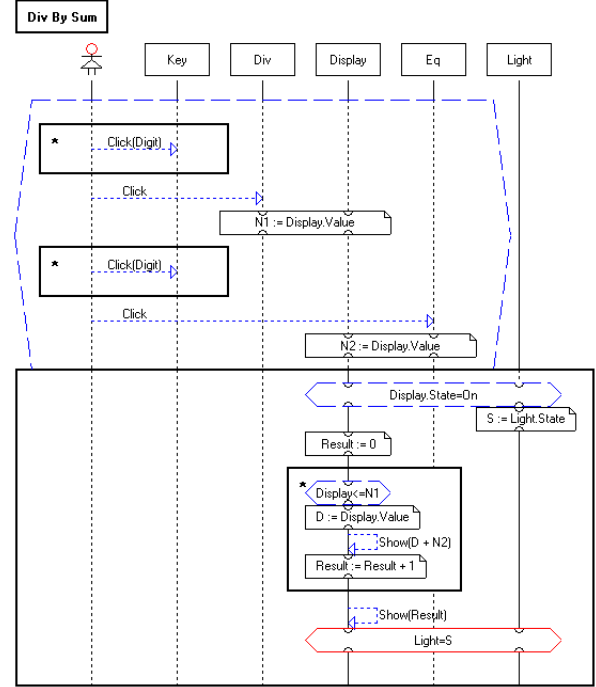 Div By Sum
Key Div Display Eq Light
* Click(Digit)
Click
N1 := Display.Value
* Click(Digit)
Click
N2 := Display.Value
Display.State=On
S := Light.State
Result := 0
*
Display<=N1
D := Display.Value
Show(D + N2)
Result := Result + 1
Show(Result)
Light=S